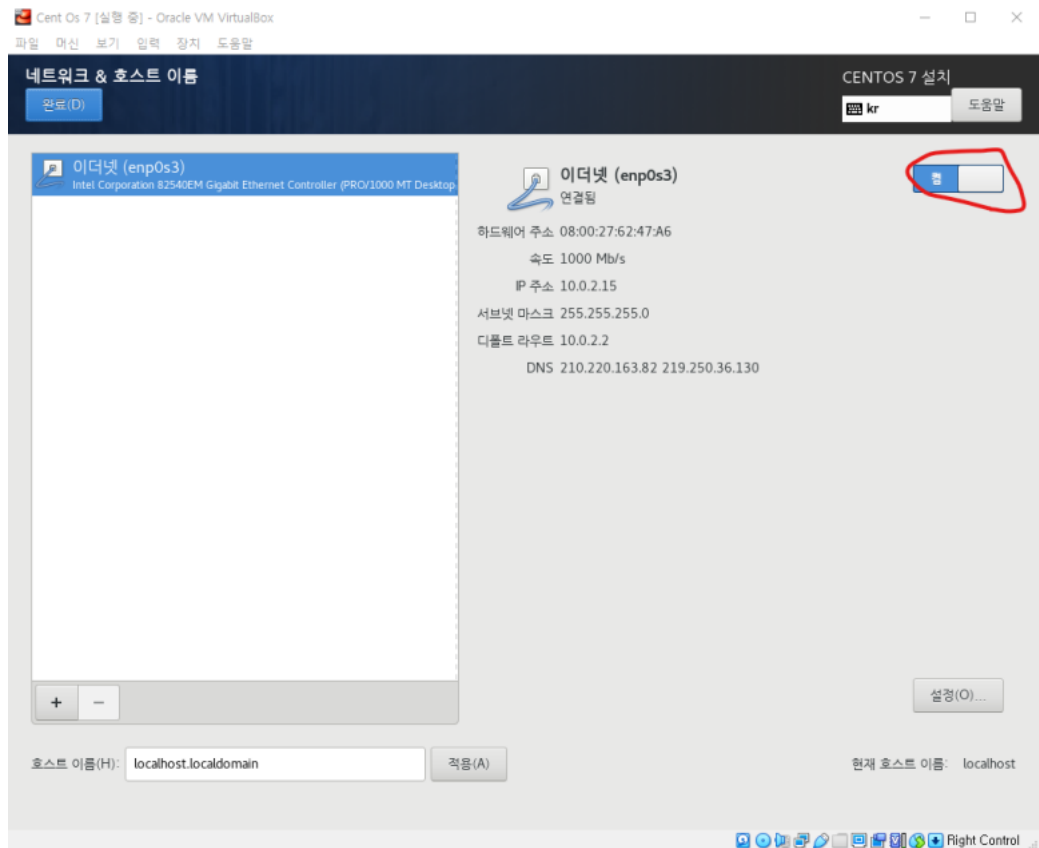 Cent Os 7 [실행 중] - Oracle VM VirtualBox
파일 머신 보기 입력 장치 도움말
네트워크 & 호스트 이름
CENTOS 7 설치
완료(D)
kr
도움말
이더넷 (enp0s3)
Intel Corporation 82540EM Gigabit Ethernet Controller (PRO/1000 MT Desktop
이더넷 (enp0s3)
연결됨
켬
하드웨어 주소 08:00:27:62:47:A6
속도 1000 Mb/s
IP 주소 10.0.2.15
서브넷 마스크 255.255.255.0
디폴트 라우트 10.0.2.2
DNS 210.220.163.82 219.250.36.130
설정(O)...
호스트 이름(H): localhost.localdomain
적용(A)
현재 호스트 이름: localhost
Right Control